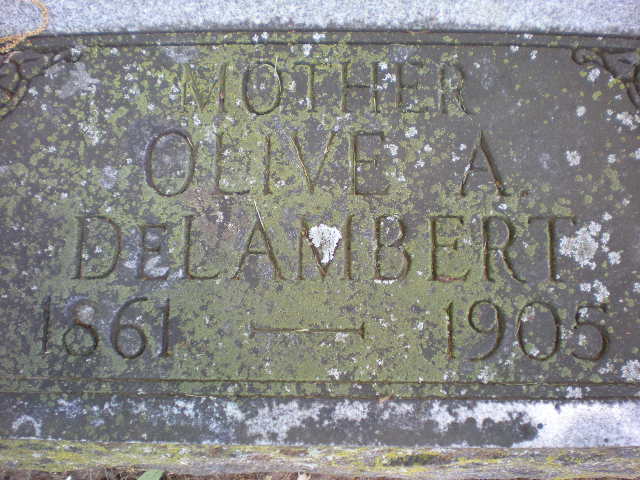 MOTHER
OLIVE A.
DeLAMBERT
1861 — 1905